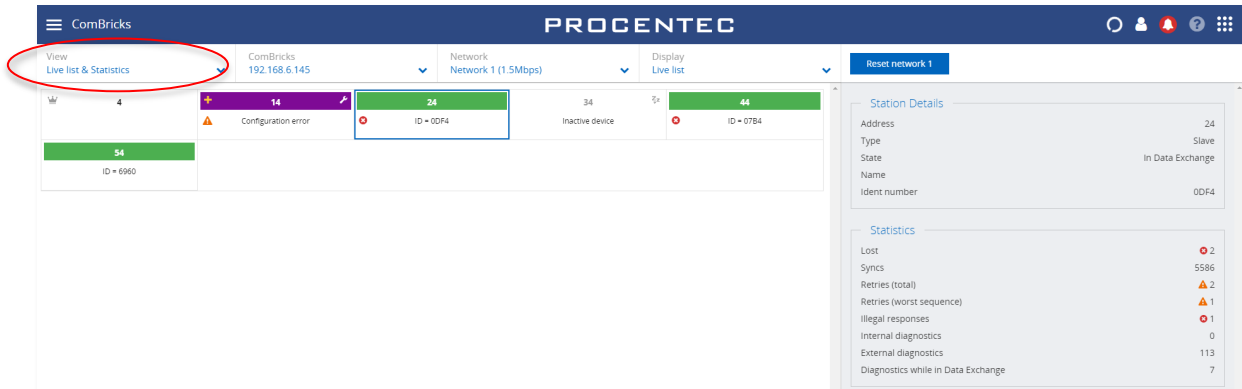 ComBricks
PROCENTEC
View
Live list & Statistics
ComBricks
192.168.6.145
Network
Network 1 (1.5Mbps)
Display
Live list
Reset network 1
4
14
Configuration error
24
ID = 0DF4
34
Inactive device
44
ID = 07B4
54
ID = 6960
Station Details
Address 24
Type Slave
State In Data Exchange
Name
Ident number 0DF4
Statistics
Lost 2
Syncs 5586
Retries (total) 2
Retries (worst sequence) 1
Illegal responses 1
Internal diagnostics 0
External diagnostics 113
Diagnostics while in Data Exchange 7